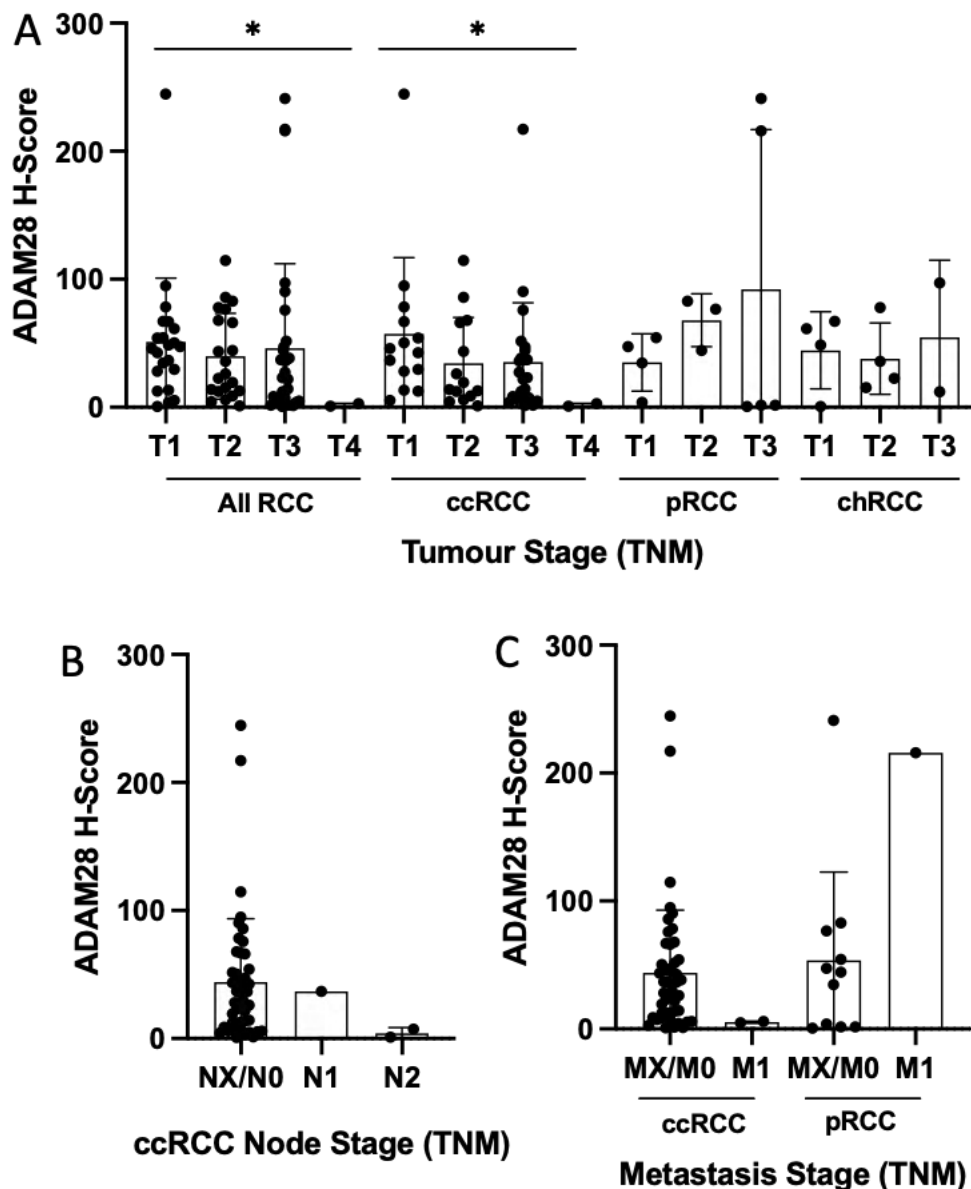 A
300
200
100
0
ADAM28 H-Score
* *
T1 T2 T3 T4 T1 T2 T3 T4 T1 T2 T3 T1 T2 T3
All RCC ccRCC pRCC chRCC
Tumour Stage (TNM)
B
300
200
100
0
ADAM28 H-Score
NX/N0 N1 N2
ccRCC Node Stage (TNM)
C
300
200
100
0
ADAM28 H-Score
MX/M0 M1 MX/M0 M1
ccRCC pRCC
Metastasis Stage (TNM)